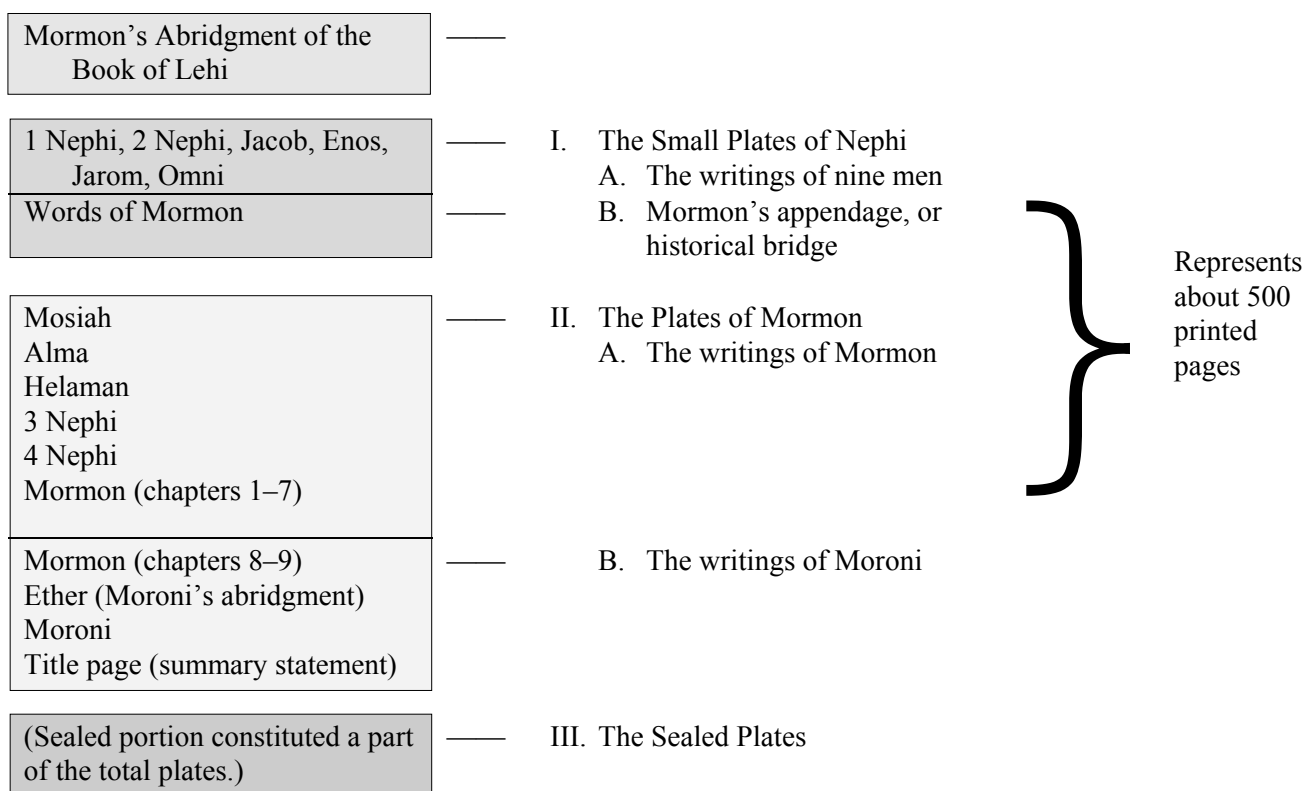 Mormon’s Abridgment of the
Book of Lehi
1 Nephi, 2 Nephi, Jacob, Enos,
Jarom, Omni
I. The Small Plates of Nephi
A. The writings of nine men
Words of Mormon
B. Mormon’s appendage, or
historical bridge
Mosiah
Alma
Helaman
3 Nephi
4 Nephi
Mormon (chapters 1–7)
II. The Plates of Mormon
A. The writings of Mormon
Represents
about 500
printed
pages
Mormon (chapters 8–9)
Ether (Moroni’s abridgment)
Moroni
Title page (summary statement)
B. The writings of Moroni
(Sealed portion constituted a part
of the total plates.)
III. The Sealed Plates